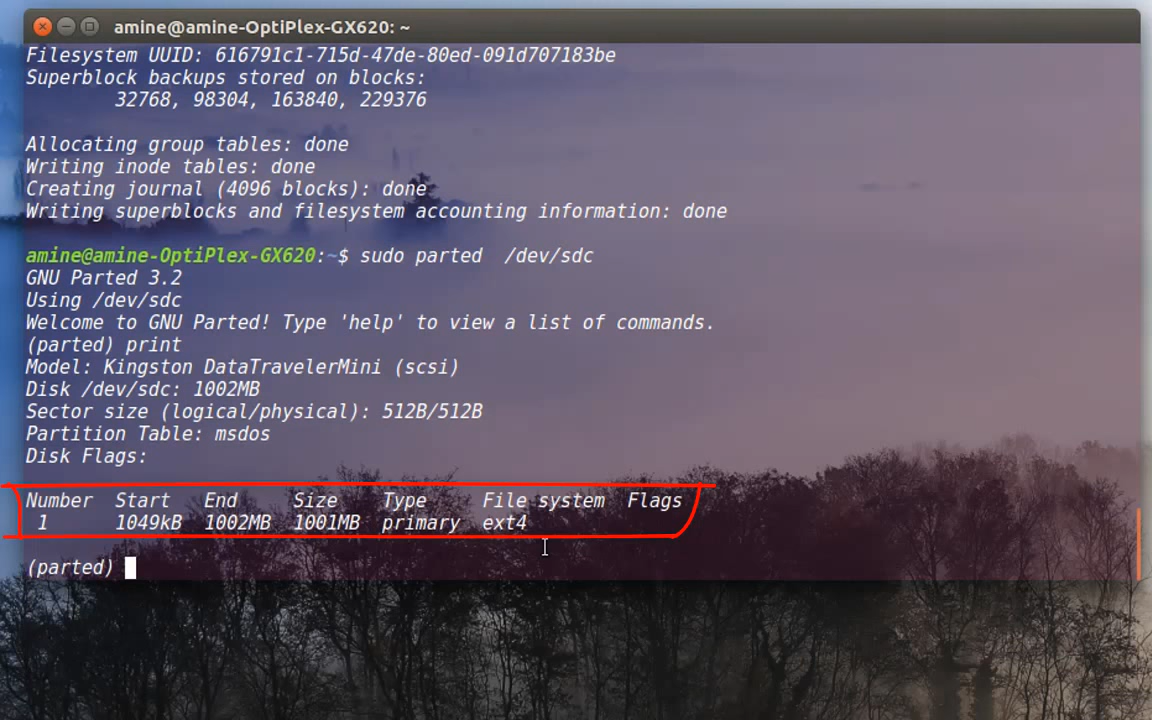 amine@amine-OptiPlex-GX620: ~
Filesystem UUID: 616791c1-715d-47de-80ed-091d707183be
Superblock backups stored on blocks:
32768, 98304, 163840, 229376
Allocating group tables: done
Writing inode tables: done
Creating journal (4096 blocks): done
Writing superblocks and filesystem accounting information: done
amine@amine-OptiPlex-GX620:~$ sudo parted  /dev/sdc
GNU Parted 3.2
Using /dev/sdc
Welcome to GNU Parted! Type 'help' to view a list of commands.
(parted) print
Model: Kingston DataTravelerMini (scsi)
Disk /dev/sdc: 1002MB
Sector size (logical/physical): 512B/512B
Partition Table: msdos
Disk Flags:
Number  Start   End     Size    Type     File system  Flags
1      1049kB  1002MB  1001MB  primary  ext4
(parted)